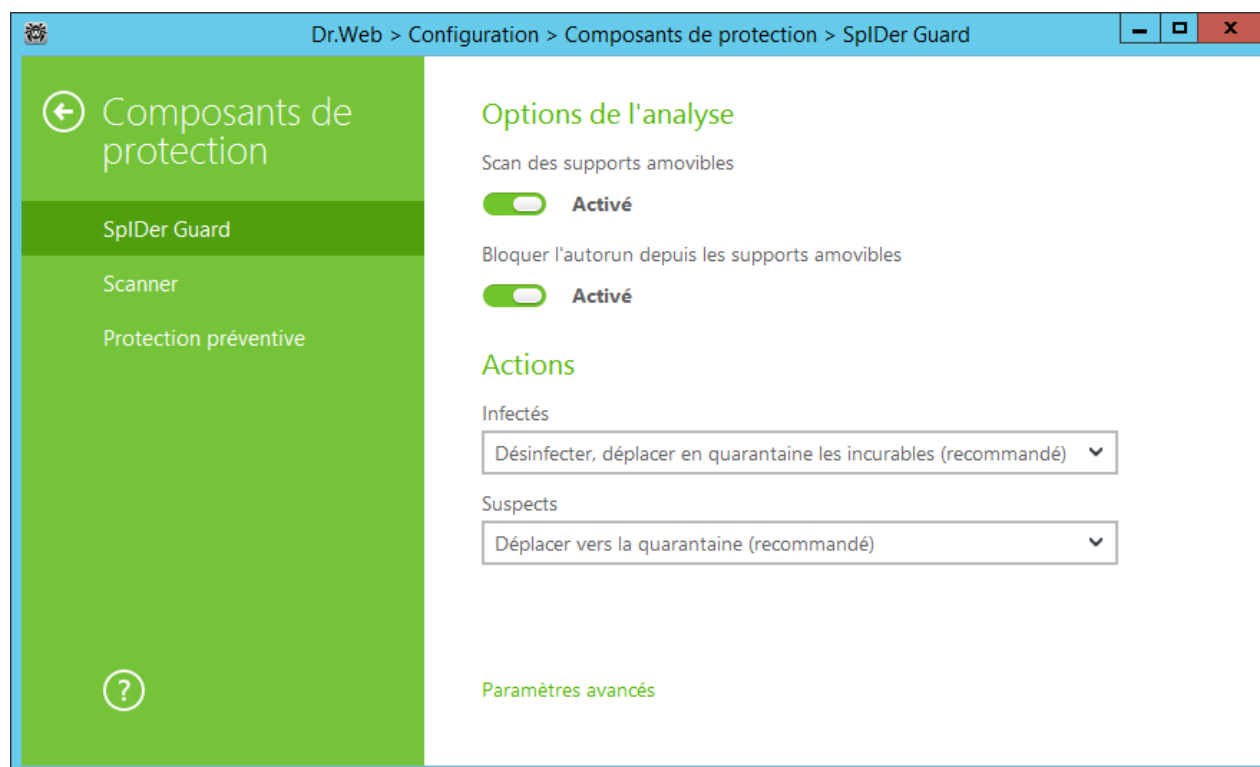 Dr.Web > Configuration > Composants de protection > SpIDer Guard
Composants de
protection
SpIDer Guard
Scanner
Protection préventive
?
Options de l'analyse
Scan des supports amovibles
Activé
Bloquer l'autorun depuis les supports amovibles
Activé
Actions
Infectés
Désinfecter, déplacer en quarantaine les incurables (recommandé)
Suspects
Déplacer vers la quarantaine (recommandé)
Paramètres avancés